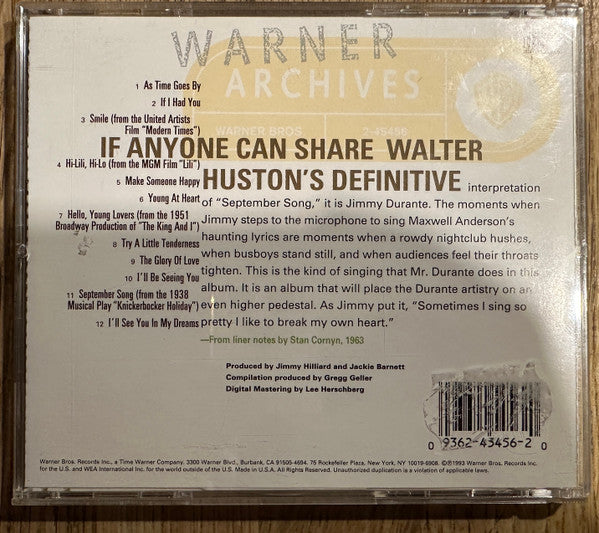 WARNER
ARCHIVES
WARNER BROS 2-45456
1 As Time Goes By
2 If I Had You
3 Smile (from the United Artists
Film "Modern Times")
4 Hi-Lili, Hi-Lo (from the MGM Film "Lili")
5 Make Someone Happy
6 Young At Heart
7 Hello, Young Lovers (from the 1951
Broadway Production of "The King And I")
8 Try A Little Tenderness
9 The Glory Of Love
10 I'll Be Seeing You
11 September Song (from the 1938
Musical Play "Knickerbocker Holiday")
12 I'll See You In My Dreams
IF ANYONE CAN SHARE WALTER
HUSTON'S DEFINITIVE interpretation
of "September Song," it is Jimmy Durante. The moments when
Jimmy steps to the microphone to sing Maxwell Anderson's
haunting lyrics are moments when a rowdy nightclub hushes,
when busboys stand still, and when audiences feel their throats
tighten. This is the kind of singing that Mr. Durante does in this
album. It is an album that will place the Durante artistry on an
even higher pedestal. As Jimmy put it, "Sometimes I sing so
pretty I like to break my own heart."
—From liner notes by Stan Cornyn, 1963
Produced by Jimmy Hilliard and Jackie Barnett
Compilation produced by Gregg Geller
Digital Mastering by Lee Herschberg
0 9362-43456-2 0
Warner Bros. Records Inc., a Time Warner Company, 3300 Warner Blvd., Burbank, CA 91505-4694. 75 Rockefeller Plaza, New York, NY 10019-6908. ©℗1993 Warner Bros. Records Inc.
for the U.S. and WEA International Inc. for the world outside of the U.S. Made in U.S.A. All Rights Reserved. Unauthorized duplication is a violation of applicable laws.